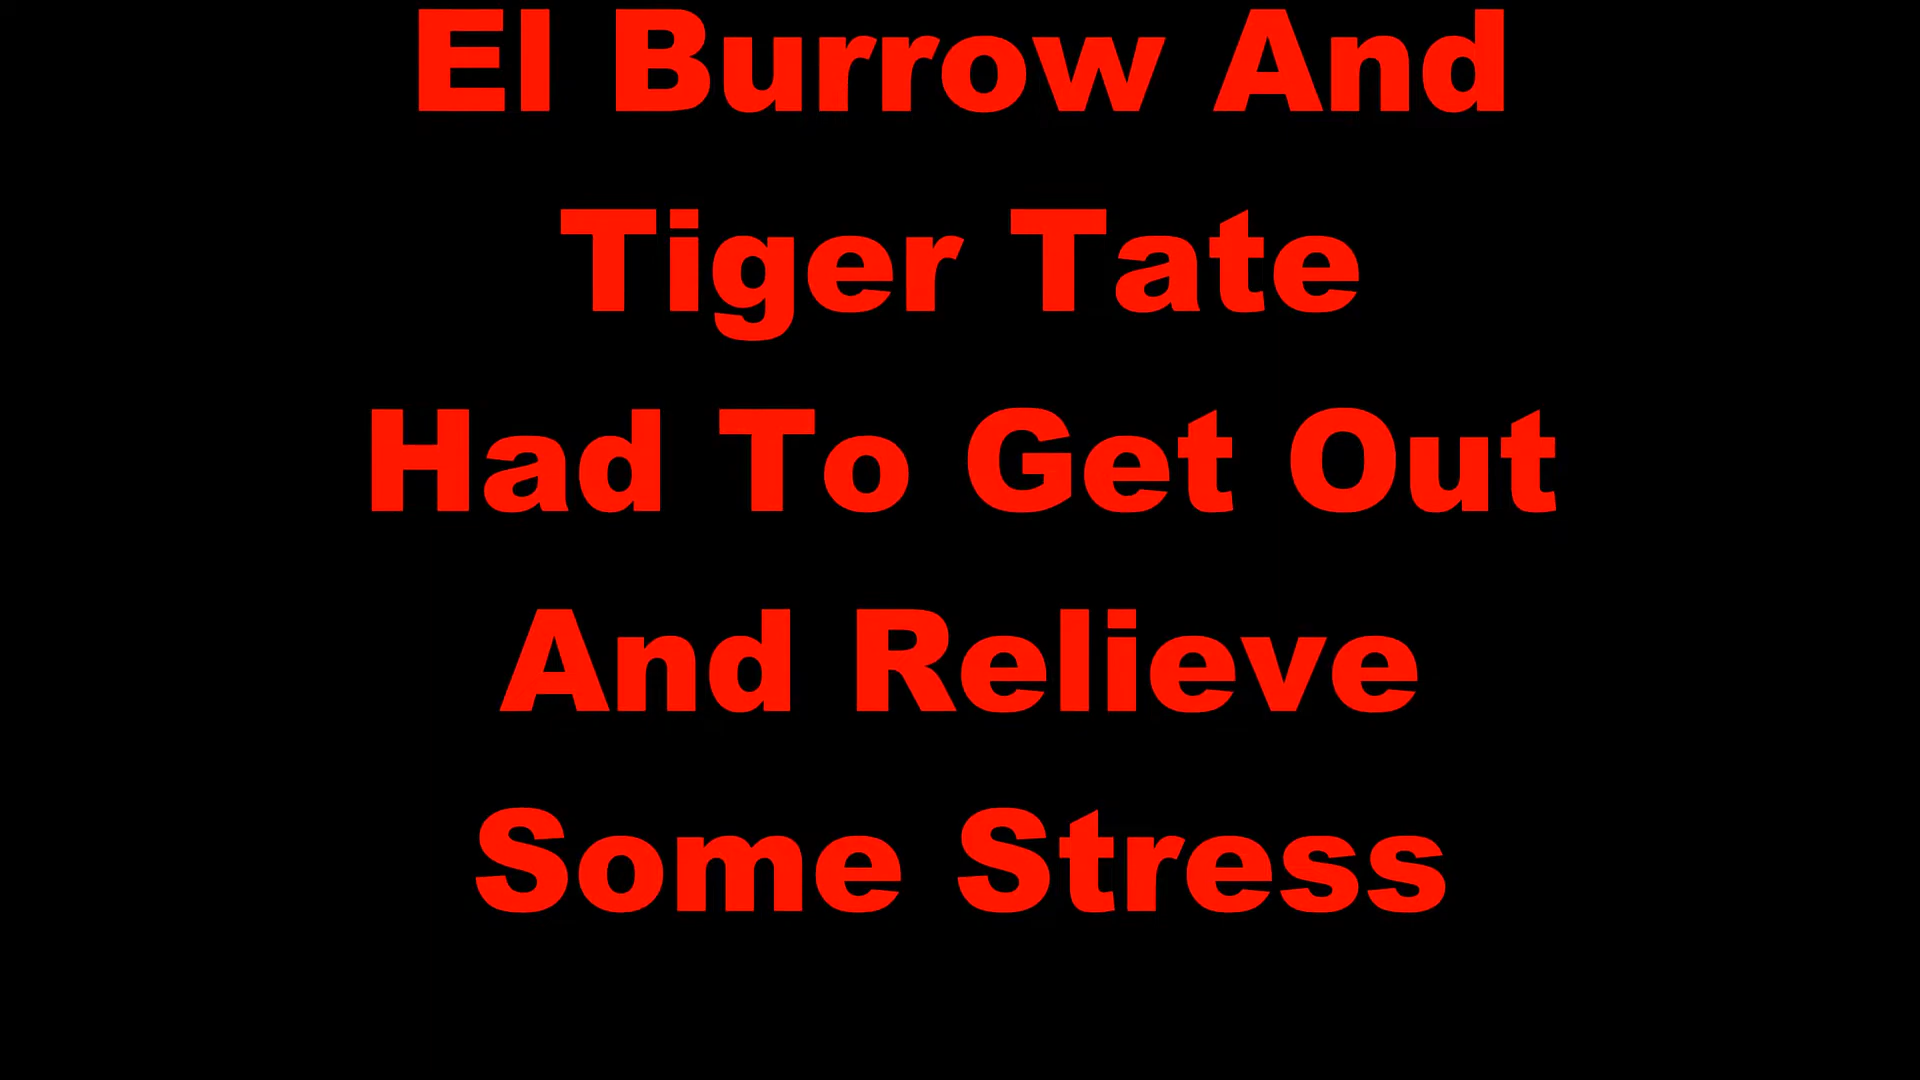 El Burrow And
Tiger Tate
Had To Get Out
And Relieve
Some Stress